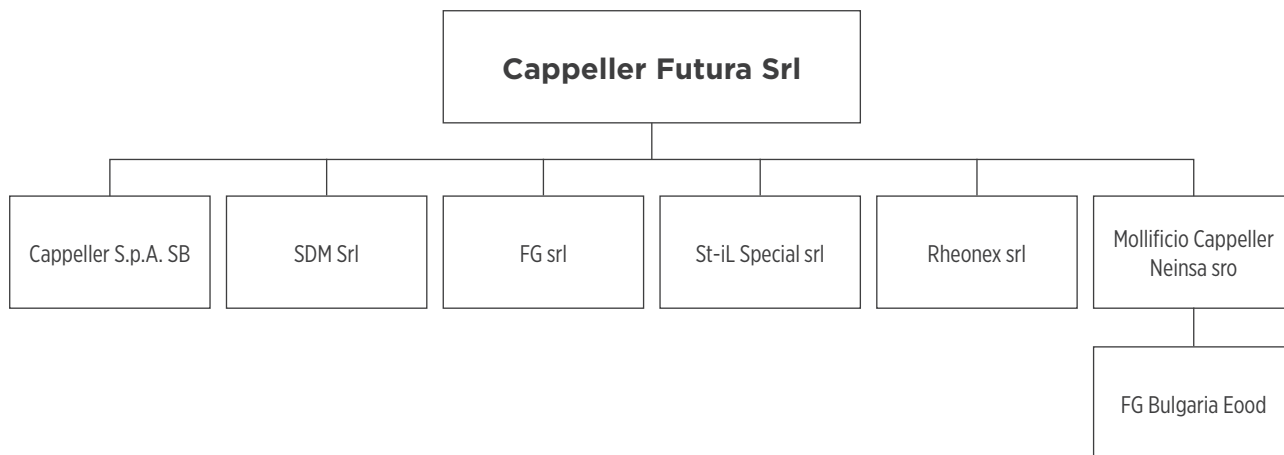 Cappeller Futura Srl
Cappeller S.p.A. SB
SDM Srl
FG srl
St-iL Special srl
Rheonex srl
Mollificio Cappeller
Neinsa sro
FG Bulgaria Eood